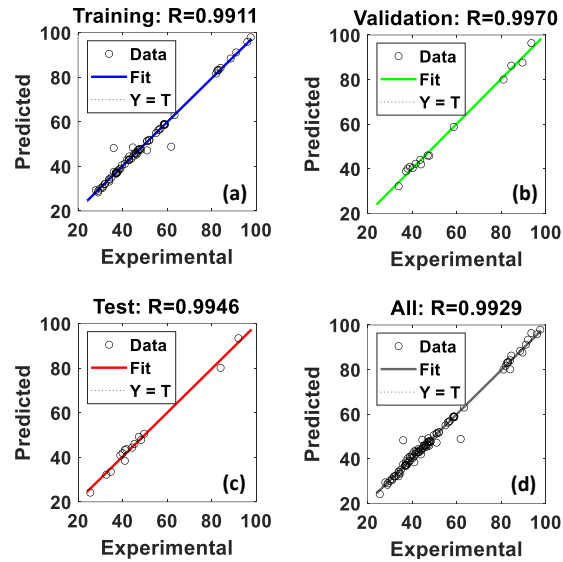 Training: R=0.9911
100
80
60
40
20
Predicted
Data
Fit
Y = T
(a)
20 40 60 80 100
Experimental
Validation: R=0.9970
100
80
60
40
20
Predicted
Data
Fit
Y = T
(b)
20 40 60 80 100
Experimental
Test: R=0.9946
100
80
60
40
20
Predicted
Data
Fit
Y = T
(c)
20 40 60 80 100
Experimental
All: R=0.9929
100
80
60
40
20
Predicted
Data
Fit
Y = T
(d)
20 40 60 80 100
Experimental